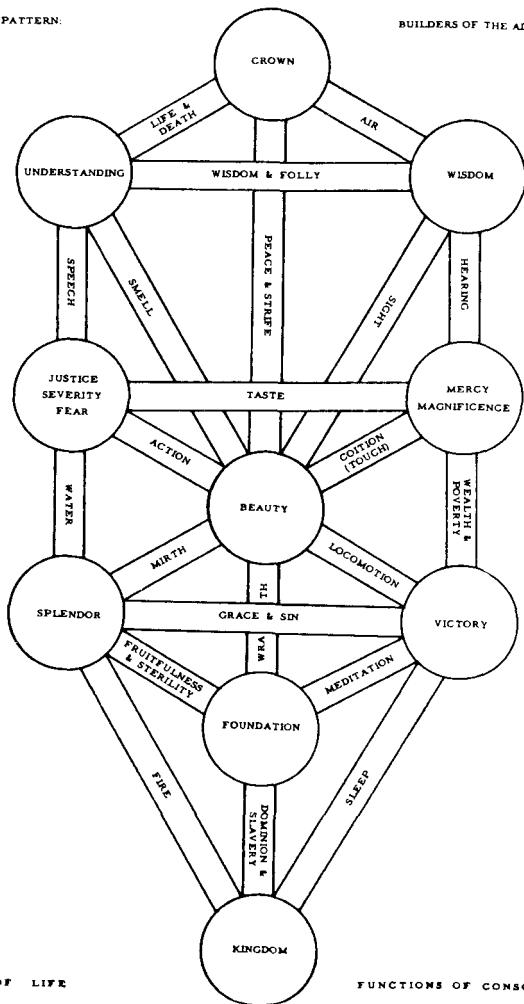 PATTERN:
BUILDERS OF THE
CROWN
LIFE &
DEATH
AIR
UNDERSTANDING
WISDOM & FOLLY
WISDOM
SPEECH
SMELL
PEACE & STRIFE
SIGHT
HEARING
JUSTICE
SEVERITY
FEAR
TASTE
MERCY
MAGNIFICENCE
ACTION
COITION
(TOUCH)
WATER
BEAUTY
WEALTH &
POVERTY
MIRTH
LOCOMOTION
SPLENDOR
GRACE & SIN
WRA TH
VICTORY
FRUITFULNESS
& STERILITY
MEDITATION
FOUNDATION
FIRE
DOMINION &
SLAVERY
SLEEP
KINGDOM
OF LIFE
FUNCTIONS OF